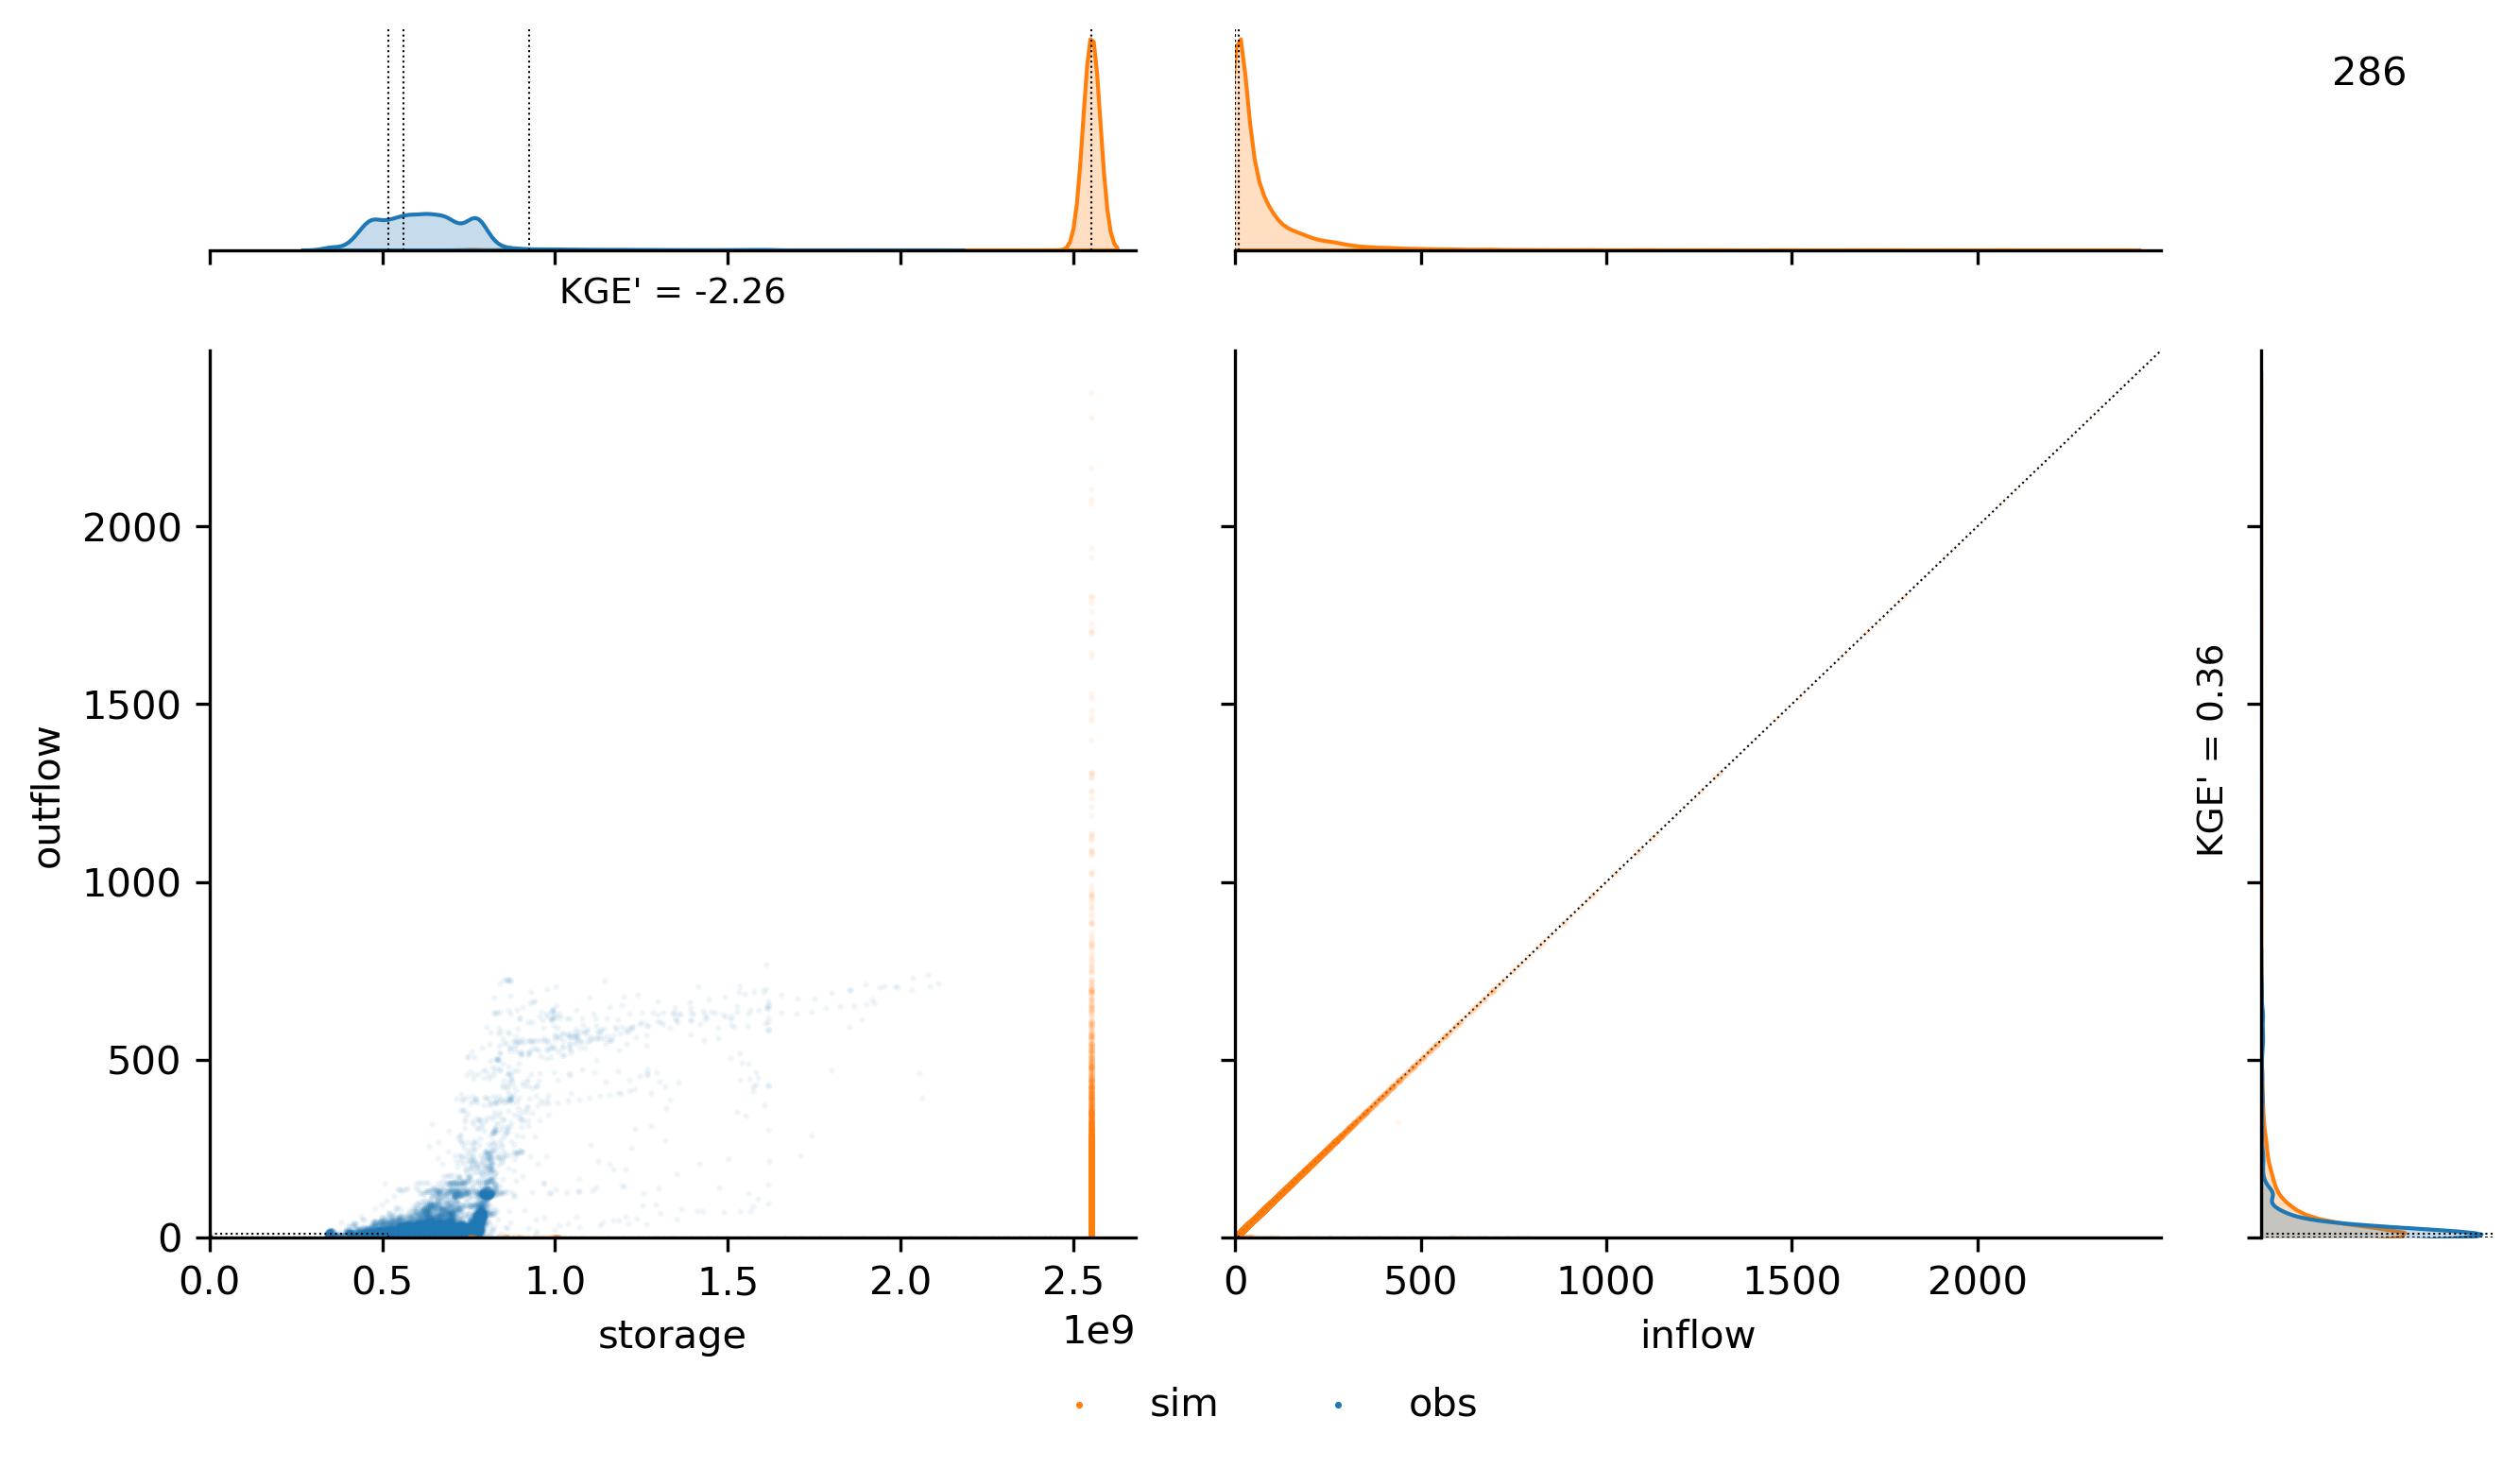 286
KGE' = -2.26
outflow
2000
1500
1000
500
0
0.0 0.5 1.0 1.5 2.0 2.5
1e9
storage
0 500 1000 1500 2000
inflow
KGE' = 0.36
sim obs